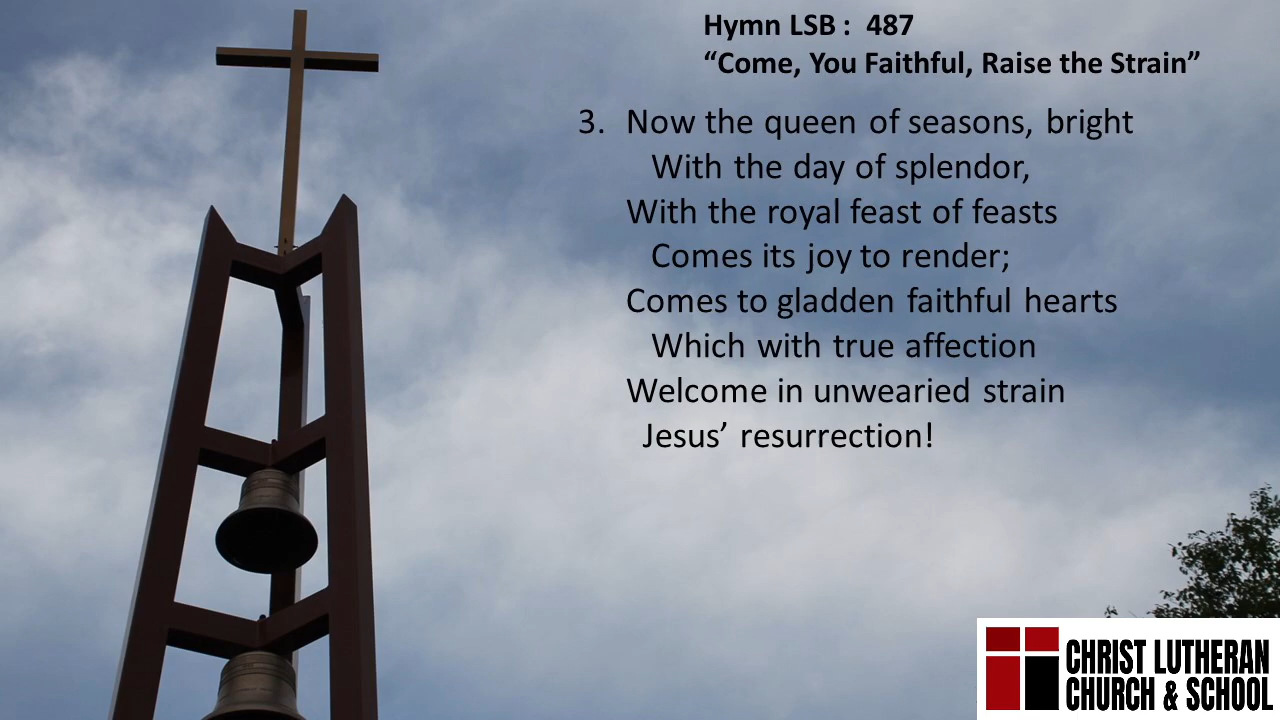 Hymn LSB :  487
“Come, You Faithful, Raise the Strain”
3. Now the queen of seasons, bright
With the day of splendor,
With the royal feast of feasts
Comes its joy to render;
Comes to gladden faithful hearts
Which with true affection
Welcome in unwearied strain
Jesus’ resurrection!
CHRIST LUTHERAN
CHURCH & SCHOOL